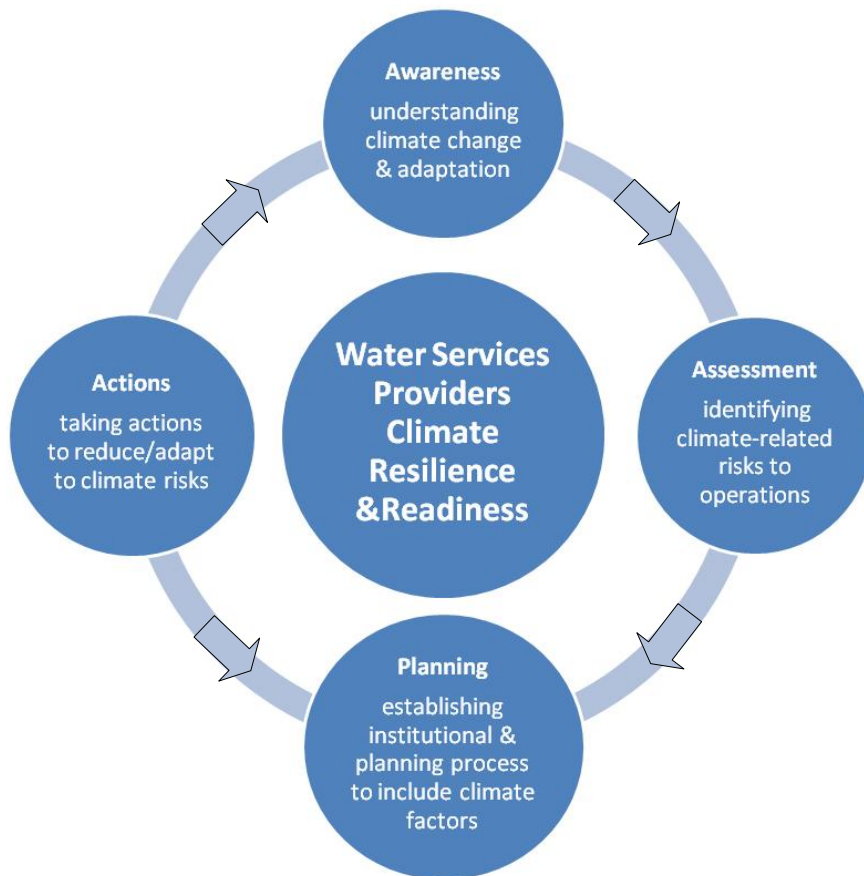 Awareness
understanding
climate change
& adaptation
Water Services
Providers
Climate
Resilience
&Readiness
Actions
taking actions
to reduce/adapt
to climate risks
Assessment
identifying
climate-related
risks to
operations
Planning
establishing
institutional &
planning process
to include climate
factors